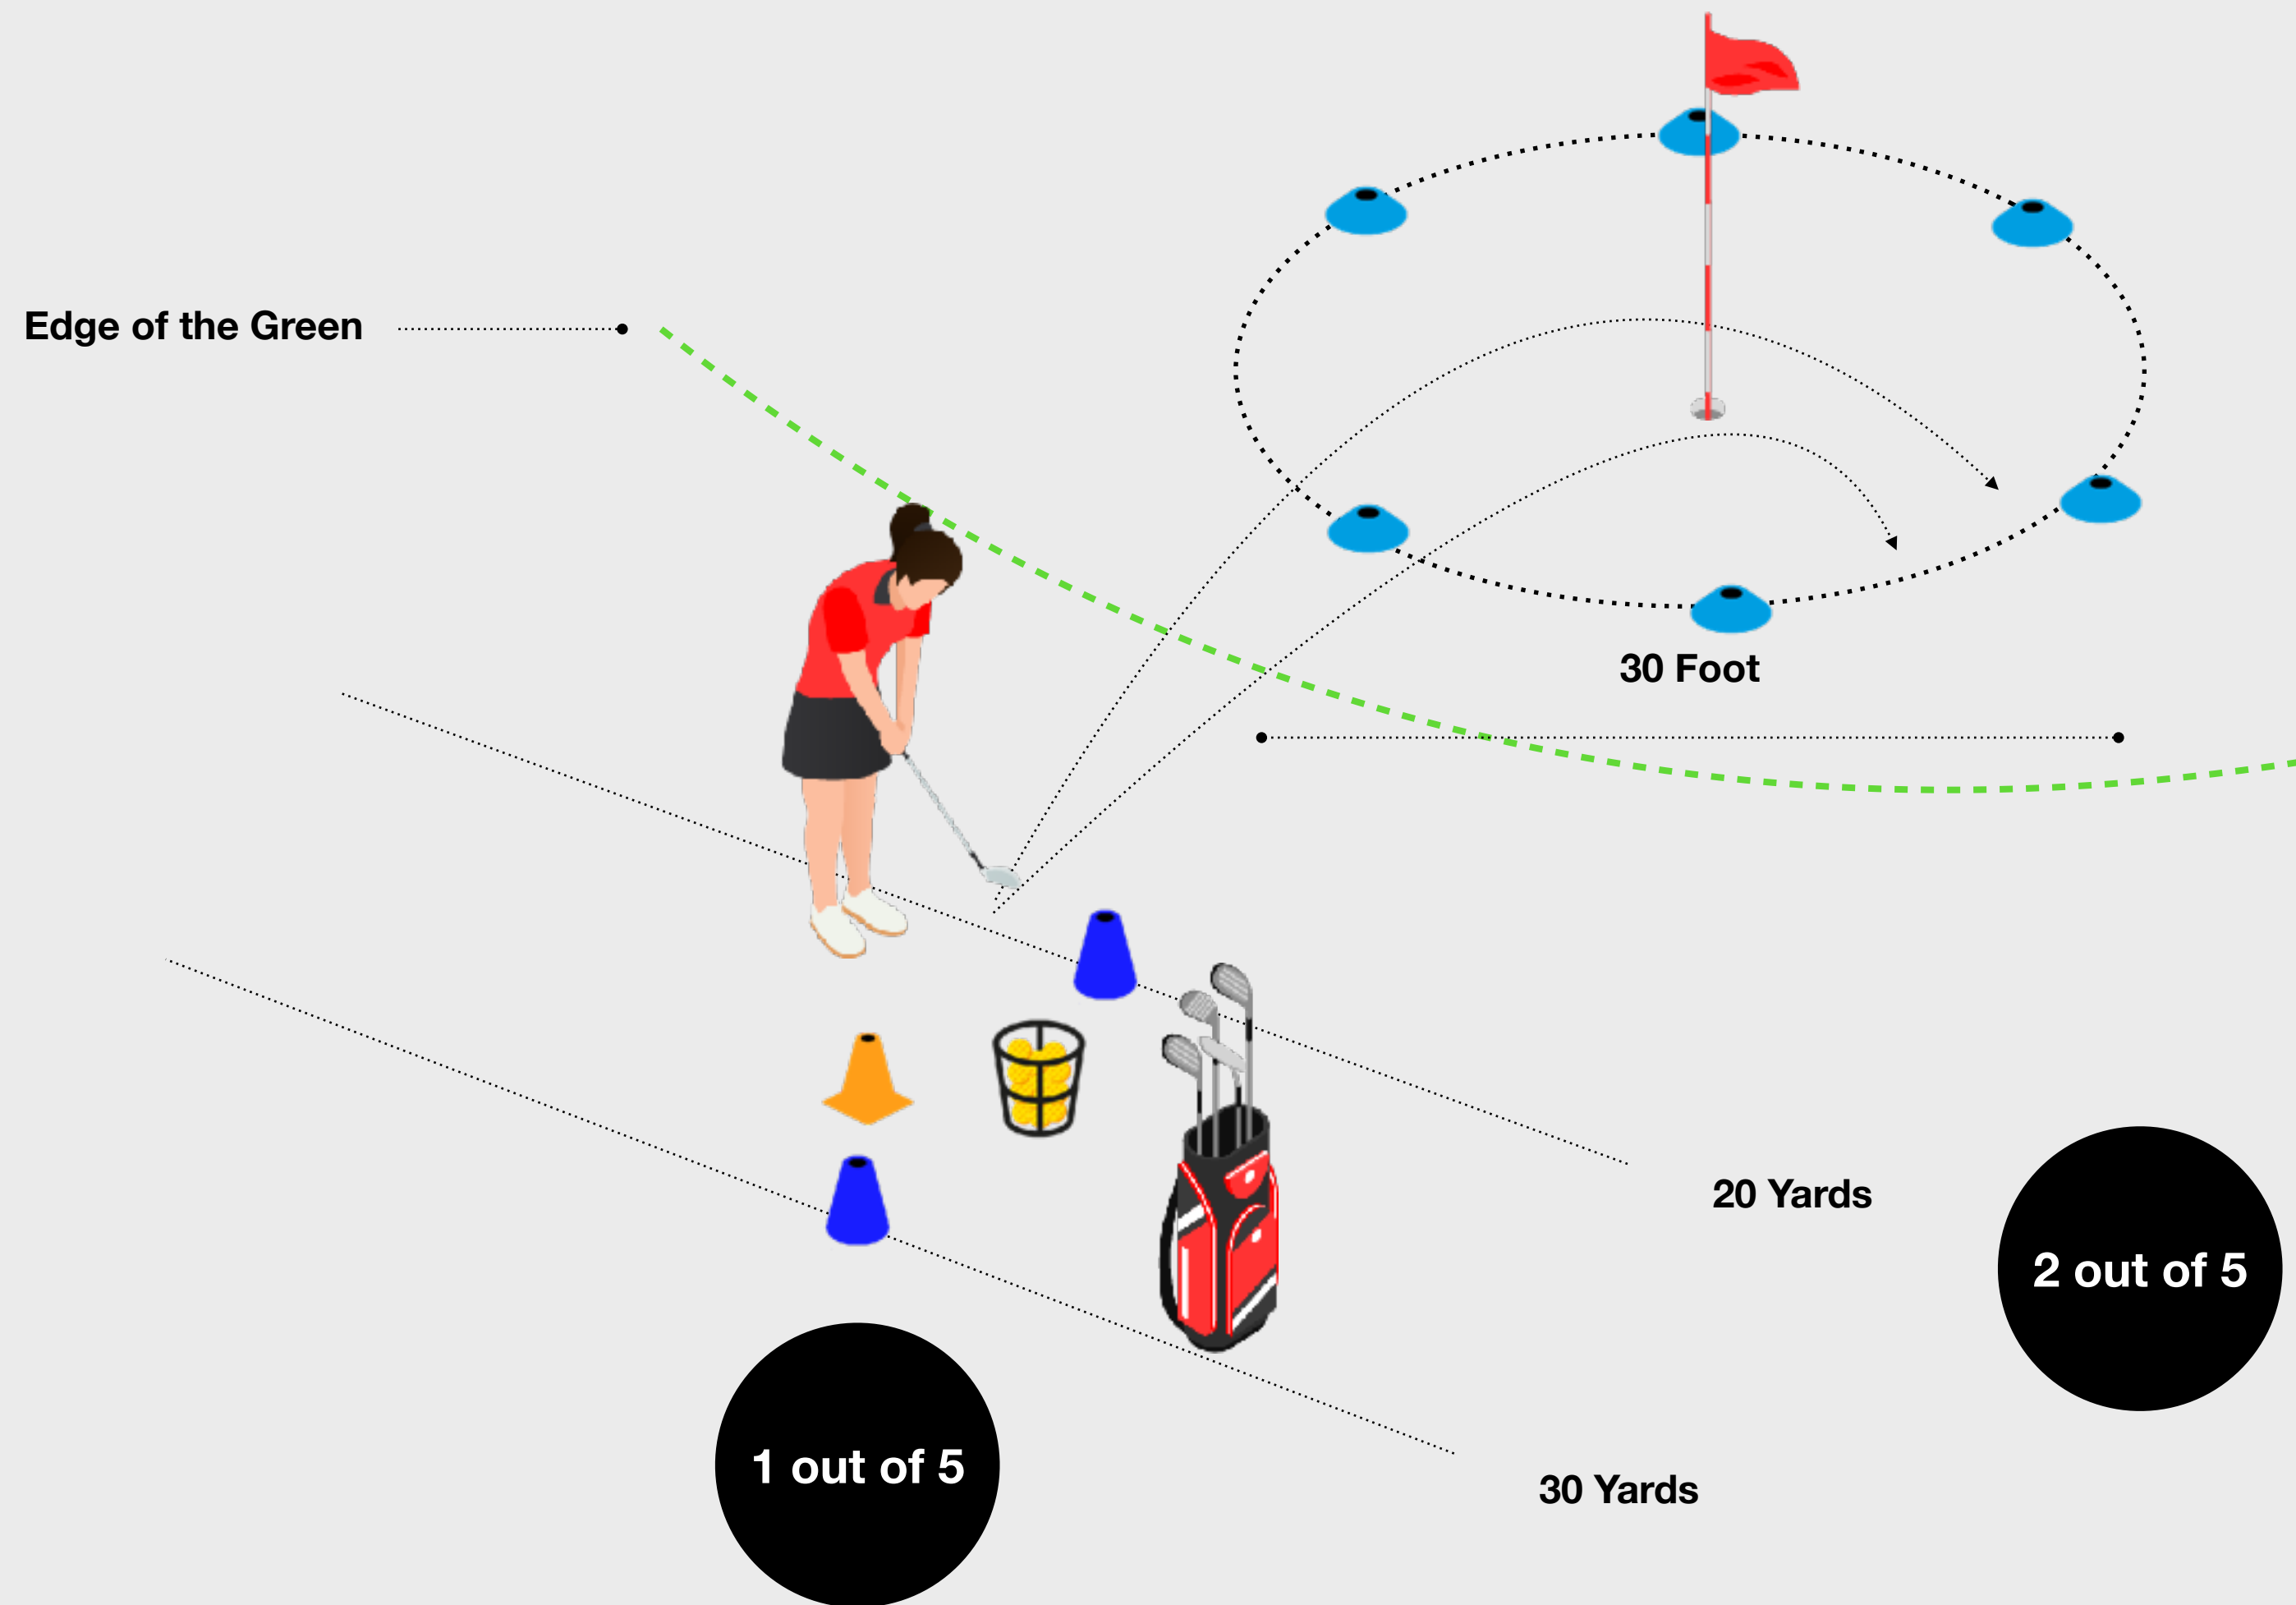 Edge of the Green
30 Foot
20 Yards
2 out of 5
1 out of 5
30 Yards